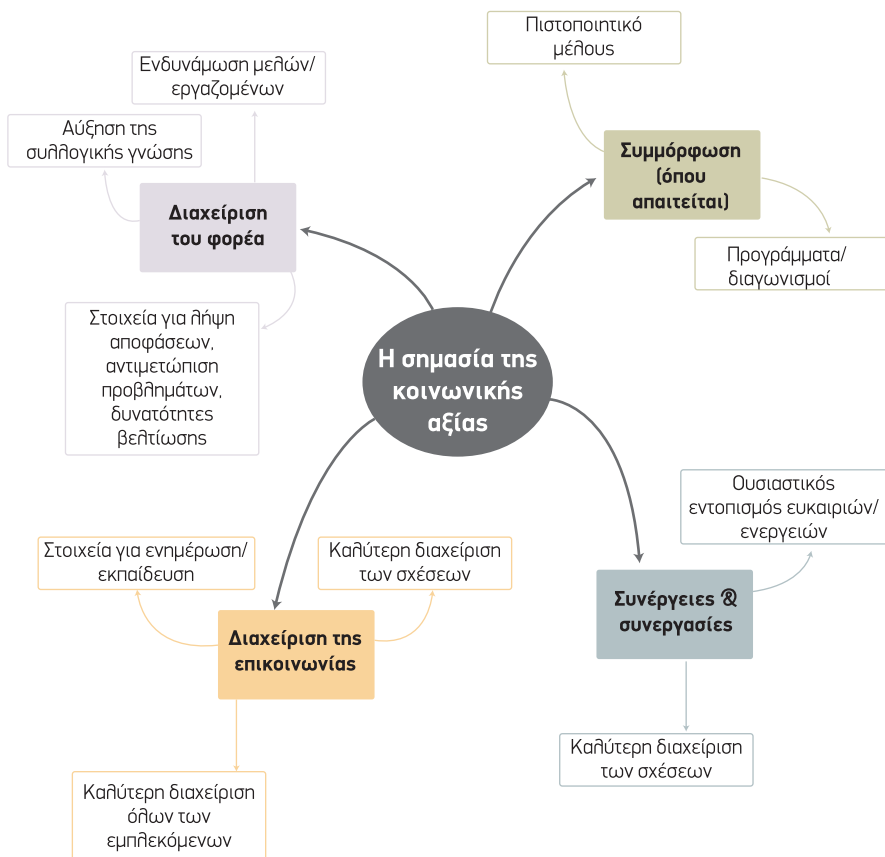 Πιστοποιητικό
μέλους
Ενδυνάμωση μελών/
εργαζομένων
Αύξηση της
συλλογικής γνώσης
Συμμόρφωση
(όπου
απαιτείται)
Διαχείριση
του φορέα
Προγράμματα/
διαγωνισμοί
Στοιχεία για λήψη
αποφάσεων,
αντιμετώπιση
προβλημάτων,
δυνατότητες
βελτίωσης
Η σημασία της
κοινωνικής
αξίας
Ουσιαστικός
εντοπισμός ευκαιριών/
ενεργειών
Στοιχεία για ενημέρωση/
εκπαίδευση
Καλύτερη διαχείριση
των σχέσεων
Συνέργειες &
συνεργασίες
Διαχείριση της
επικοινωνίας
Καλύτερη διαχείριση
των σχέσεων
Καλύτερη διαχείριση
όλων των
εμπλεκόμενων